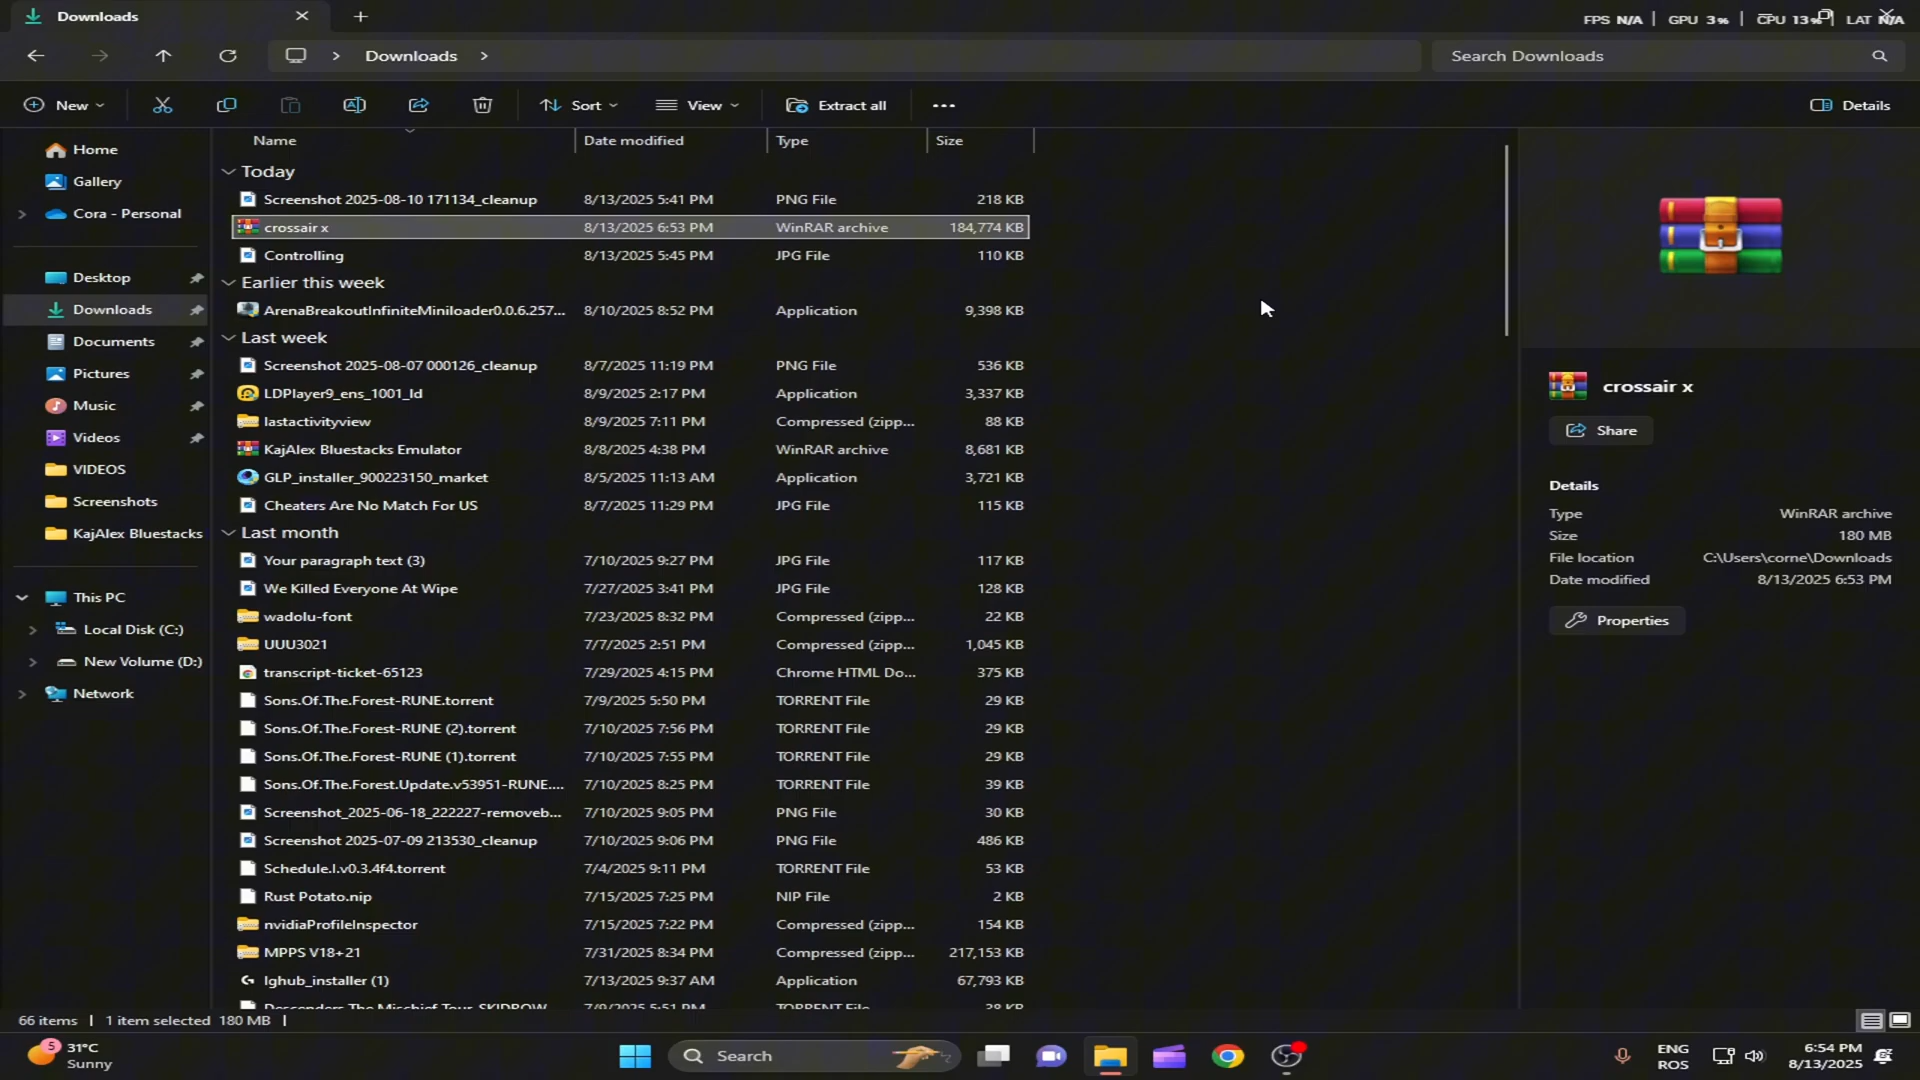 Downloads
FPS N/A | GPU 3% | CPU 13% LAT N/A
Downloads
Search Downloads
New
Sort
View
Extract all
Details
Home
Gallery
Cora - Personal
Desktop
Downloads
Documents
Pictures
Music
Videos
VIDEOS
Screenshots
KajAlex Bluestacks
This PC
Local Disk (C:)
New Volume (D:)
Network
Name Date modified Type Size
Today
Screenshot 2025-08-10 171134_cleanup 8/13/2025 5:41 PM PNG File 218 KB
crossair x 8/13/2025 6:53 PM WinRAR archive 184,774 KB
Controlling 8/13/2025 5:45 PM JPG File 110 KB
Earlier this week
ArenaBreakoutInfiniteMiniloader0.0.6.257... 8/10/2025 8:52 PM Application 9,398 KB
Last week
Screenshot 2025-08-07 000126_cleanup 8/7/2025 11:19 PM PNG File 536 KB
LDPlayer9_ens_1001_ld 8/9/2025 2:17 PM Application 3,337 KB
lastactivityview 8/9/2025 7:11 PM Compressed (zipp... 88 KB
KajAlex Bluestacks Emulator 8/8/2025 4:38 PM WinRAR archive 8,681 KB
GLP_installer_900223150_market 8/5/2025 11:13 AM Application 3,721 KB
Cheaters Are No Match For US 8/7/2025 11:29 PM JPG File 115 KB
Last month
Your paragraph text (3) 7/10/2025 9:27 PM JPG File 117 KB
We Killed Everyone At Wipe 7/27/2025 3:41 PM JPG File 128 KB
wadolu-font 7/23/2025 8:32 PM Compressed (zipp... 22 KB
UUU3021 7/7/2025 2:51 PM Compressed (zipp... 1,045 KB
transcript-ticket-65123 7/29/2025 4:15 PM Chrome HTML Do... 375 KB
Sons.Of.The.Forest-RUNE.torrent 7/9/2025 5:50 PM TORRENT File 29 KB
Sons.Of.The.Forest-RUNE (2).torrent 7/10/2025 7:56 PM TORRENT File 29 KB
Sons.Of.The.Forest-RUNE (1).torrent 7/10/2025 7:55 PM TORRENT File 29 KB
Sons.Of.The.Forest.Update.v53951-RUNE.... 7/10/2025 8:25 PM TORRENT File 39 KB
Screenshot_2025-06-18_222227-removeb... 7/10/2025 9:05 PM PNG File 30 KB
Screenshot 2025-07-09 213530_cleanup 7/10/2025 9:06 PM PNG File 486 KB
Schedule.I.v0.3.4f4.torrent 7/4/2025 9:11 PM TORRENT File 53 KB
Rust Potato.nip 7/15/2025 7:25 PM NIP File 2 KB
nvidiaProfileInspector 7/15/2025 7:22 PM Compressed (zipp... 154 KB
MPPS V18+21 7/31/2025 8:34 PM Compressed (zipp... 217,153 KB
lghub_installer (1) 7/13/2025 9:37 AM Application 67,793 KB
Descenders The Mischief Tour-SKIDROW 7/9/2025 5:51 PM TORRENT File 38 KB
crossair x
Share
Details
Type WinRAR archive
Size 180 MB
File location C:\Users\corne\Downloads
Date modified 8/13/2025 6:53 PM
Properties
66 items | 1 item selected 180 MB |
5
31°C
Sunny
Search
ENG
ROS
6:54 PM
8/13/2025